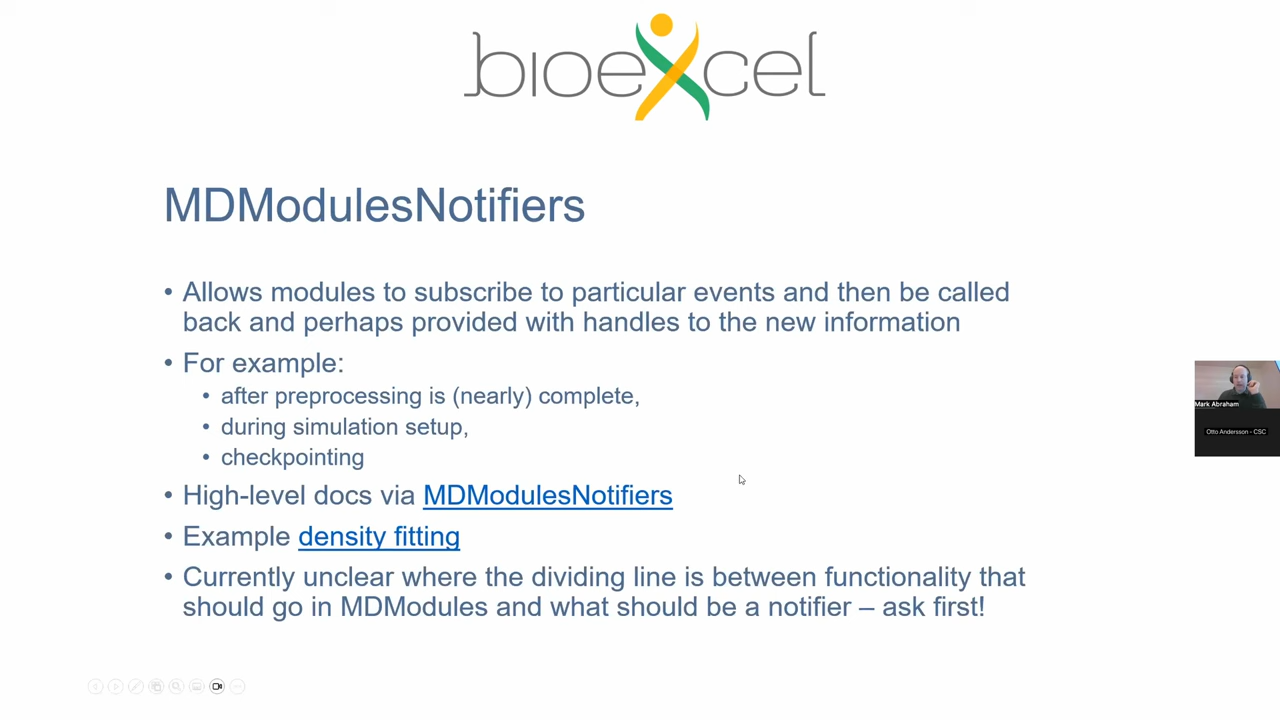 bioexcel
MDModulesNotifiers
• Allows modules to subscribe to particular events and then be called
back and perhaps provided with handles to the new information
• For example:
• after preprocessing is (nearly) complete,
• during simulation setup,
• checkpointing
• High-level docs via MDModulesNotifiers
• Example density fitting
• Currently unclear where the dividing line is between functionality that
should go in MDModules and what should be a notifier – ask first!
Mark Abraham
Otto Andersson - CSC